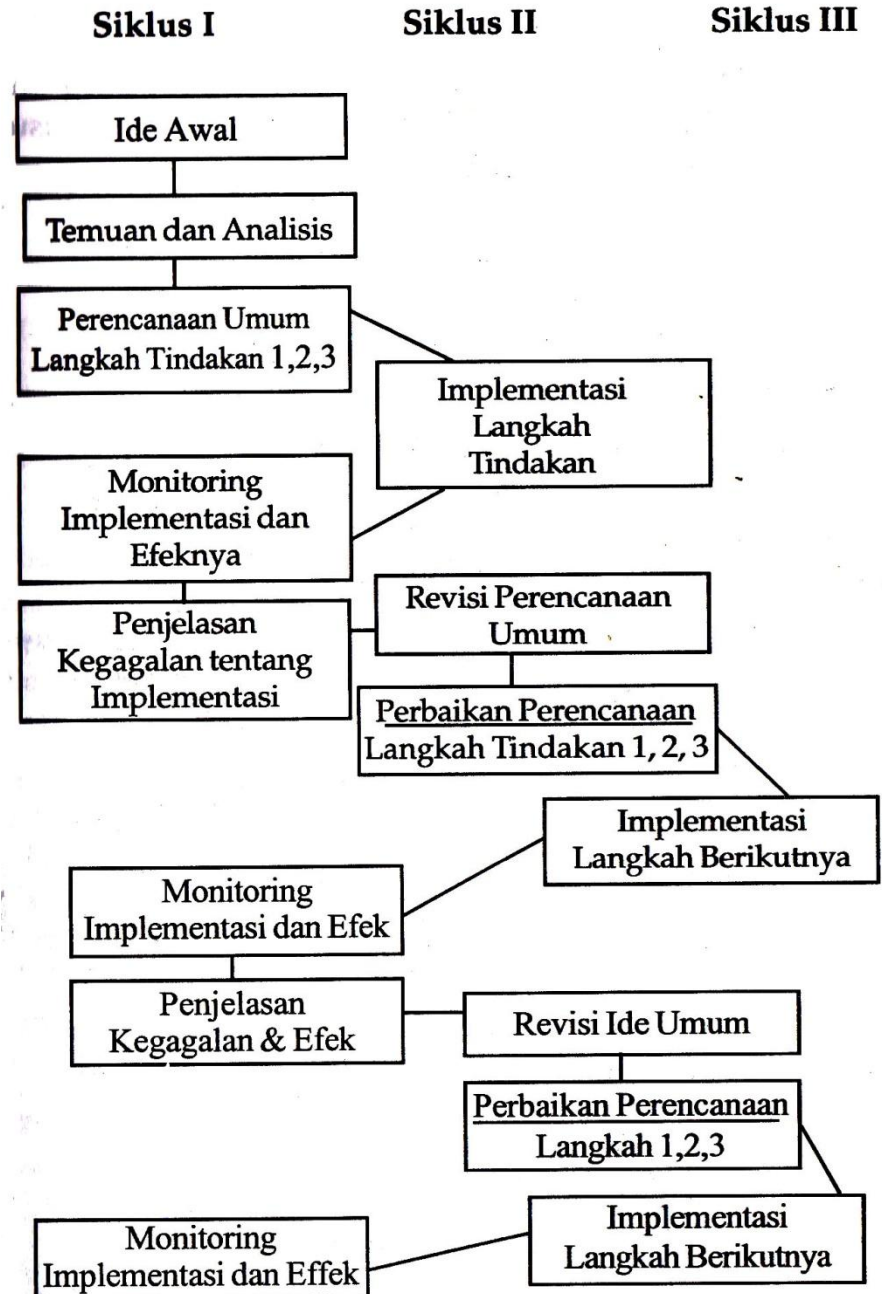 Siklus I
Siklus II
Siklus III
Ide Awal
Temuan dan Analisis
Perencanaan Umum
Langkah Tindakan 1,2,3
Implementasi
Langkah
Tindakan
Monitoring
Implementasi dan
Efeknya
Penjelasan
Kegagalan tentang
Implementasi
Revisi Perencanaan
Umum
Perbaikan Perencanaan
Langkah Tindakan 1, 2, 3
Implementasi
Langkah Berikutnya
Monitoring
Implementasi dan Efek
Penjelasan
Kegagalan & Efek
Revisi Ide Umum
Perbaikan Perencanaan
Langkah 1,2,3
Implementasi
Langkah Berikutnya
Monitoring
Implementasi dan Effek